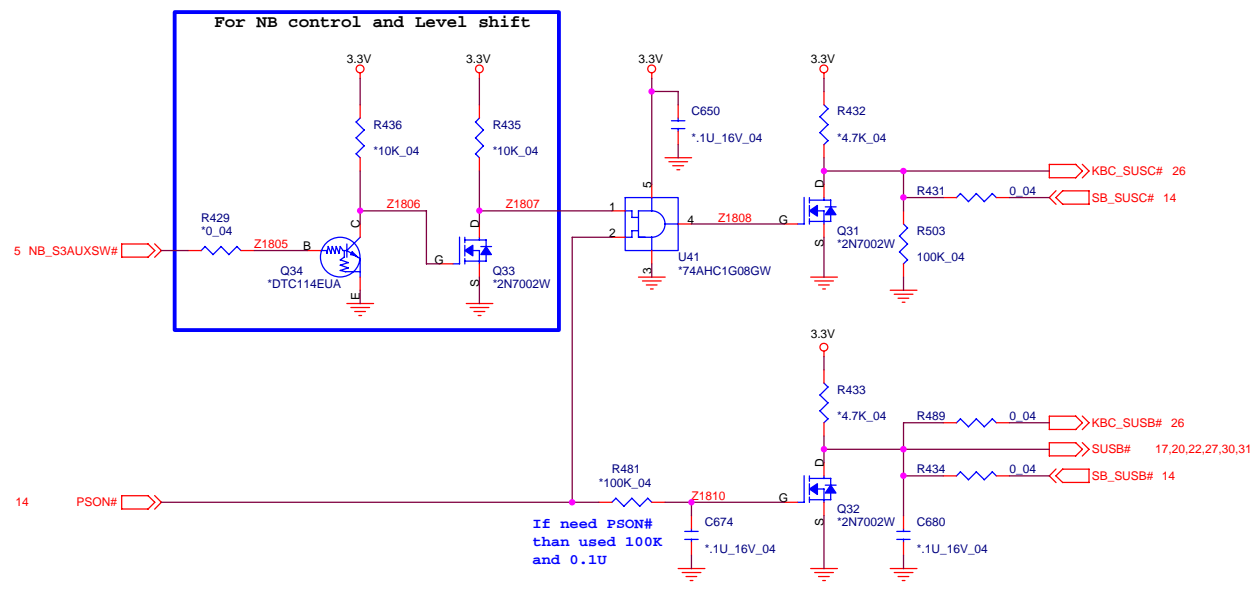 For NB control and Level shift
3.3V
3.3V
3.3V
3.3V
R436
*10K_04
R435
*10K_04
C650
*.1U_16V_04
R432
*4.7K_04
5 NB_S3AUXSW#
R429
*0_04
Z1805
B
C
E
Q34
*DTC114EUA
Z1806
G
D
S
Q33
*2N7002W
Z1807
1
2
5
4
3
U41
*74AHC1G08GW
Z1808
G
D
S
Q31
*2N7002W
KBC_SUSC# 26
R431
0_04
SB_SUSC# 14
R503
100K_04
3.3V
R433
*4.7K_04
R489
0_04
KBC_SUSB# 26
SUSB# 17,20,22,27,30,31
R434
0_04
SB_SUSB# 14
14 PSON#
R481
*100K_04
Z1810
G
D
S
Q32
*2N7002W
C674
*.1U_16V_04
C680
*.1U_16V_04
If need PSON#
than used 100K
and 0.1U